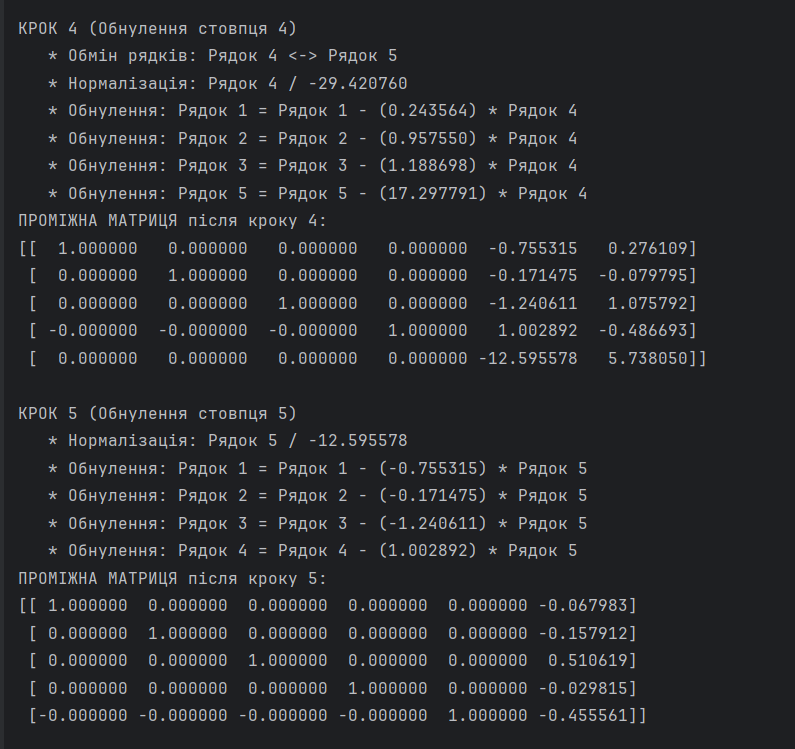 КРОК 4 (Обнулення стовпця 4)
   * Обмін рядків: Рядок 4 <-> Рядок 5
   * Нормалізація: Рядок 4 / -29.420760
   * Обнулення: Рядок 1 = Рядок 1 - (0.243564) * Рядок 4
   * Обнулення: Рядок 2 = Рядок 2 - (0.957550) * Рядок 4
   * Обнулення: Рядок 3 = Рядок 3 - (1.188698) * Рядок 4
   * Обнулення: Рядок 5 = Рядок 5 - (17.297791) * Рядок 4
ПРОМІЖНА МАТРИЦЯ після кроку 4:
[[  1.000000   0.000000   0.000000   0.000000  -0.755315   0.276109]
 [  0.000000   1.000000   0.000000   0.000000  -0.171475  -0.079795]
 [  0.000000   0.000000   1.000000   0.000000  -1.240611   1.075792]
 [ -0.000000  -0.000000  -0.000000   1.000000   1.002892  -0.486693]
 [  0.000000   0.000000   0.000000   0.000000 -12.595578   5.738050]]
КРОК 5 (Обнулення стовпця 5)
   * Нормалізація: Рядок 5 / -12.595578
   * Обнулення: Рядок 1 = Рядок 1 - (-0.755315) * Рядок 5
   * Обнулення: Рядок 2 = Рядок 2 - (-0.171475) * Рядок 5
   * Обнулення: Рядок 3 = Рядок 3 - (-1.240611) * Рядок 5
   * Обнулення: Рядок 4 = Рядок 4 - (1.002892) * Рядок 5
ПРОМІЖНА МАТРИЦЯ після кроку 5:
[[ 1.000000  0.000000  0.000000  0.000000  0.000000 -0.067983]
 [ 0.000000  1.000000  0.000000  0.000000  0.000000 -0.157912]
 [ 0.000000  0.000000  1.000000  0.000000  0.000000  0.510619]
 [ 0.000000  0.000000  0.000000  1.000000  0.000000 -0.029815]
 [-0.000000 -0.000000 -0.000000 -0.000000  1.000000 -0.455561]]